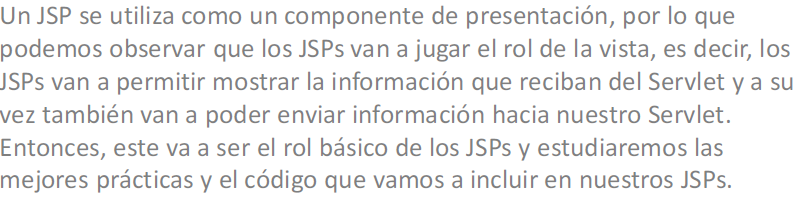 Un JSP se utiliza como un componente de presentación, por lo que
podemos observar que los JSPs van a jugar el rol de la vista, es decir, los
JSPs van a permitir mostrar la información que reciban del Servlet y a su
vez también van a poder enviar información hacia nuestro Servlet.
Entonces, este va a ser el rol básico de los JSPs y estudiaremos las
mejores prácticas y el código que vamos a incluir en nuestros JSPs.